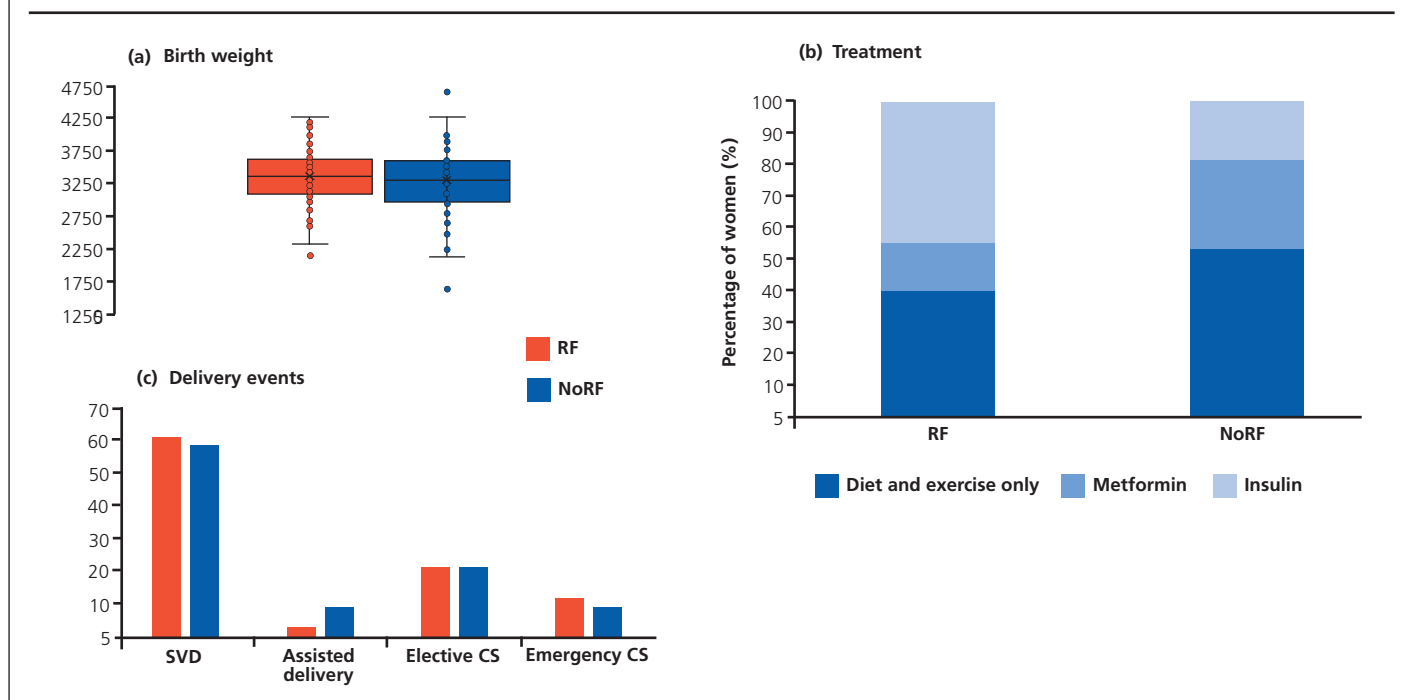 (a) Birth weight
4750
4250
3750
3250
2750
2250
1750
1250
(b) Treatment
Percentage of women (%)
100
90
80
70
60
50
40
30
20
10
5
RF
NoRF
Diet and exercise only
Metformin
Insulin
RF
NoRF
(c) Delivery events
70
60
50
40
30
20
10
5
SVD
Assisted
delivery
Elective CS
Emergency CS